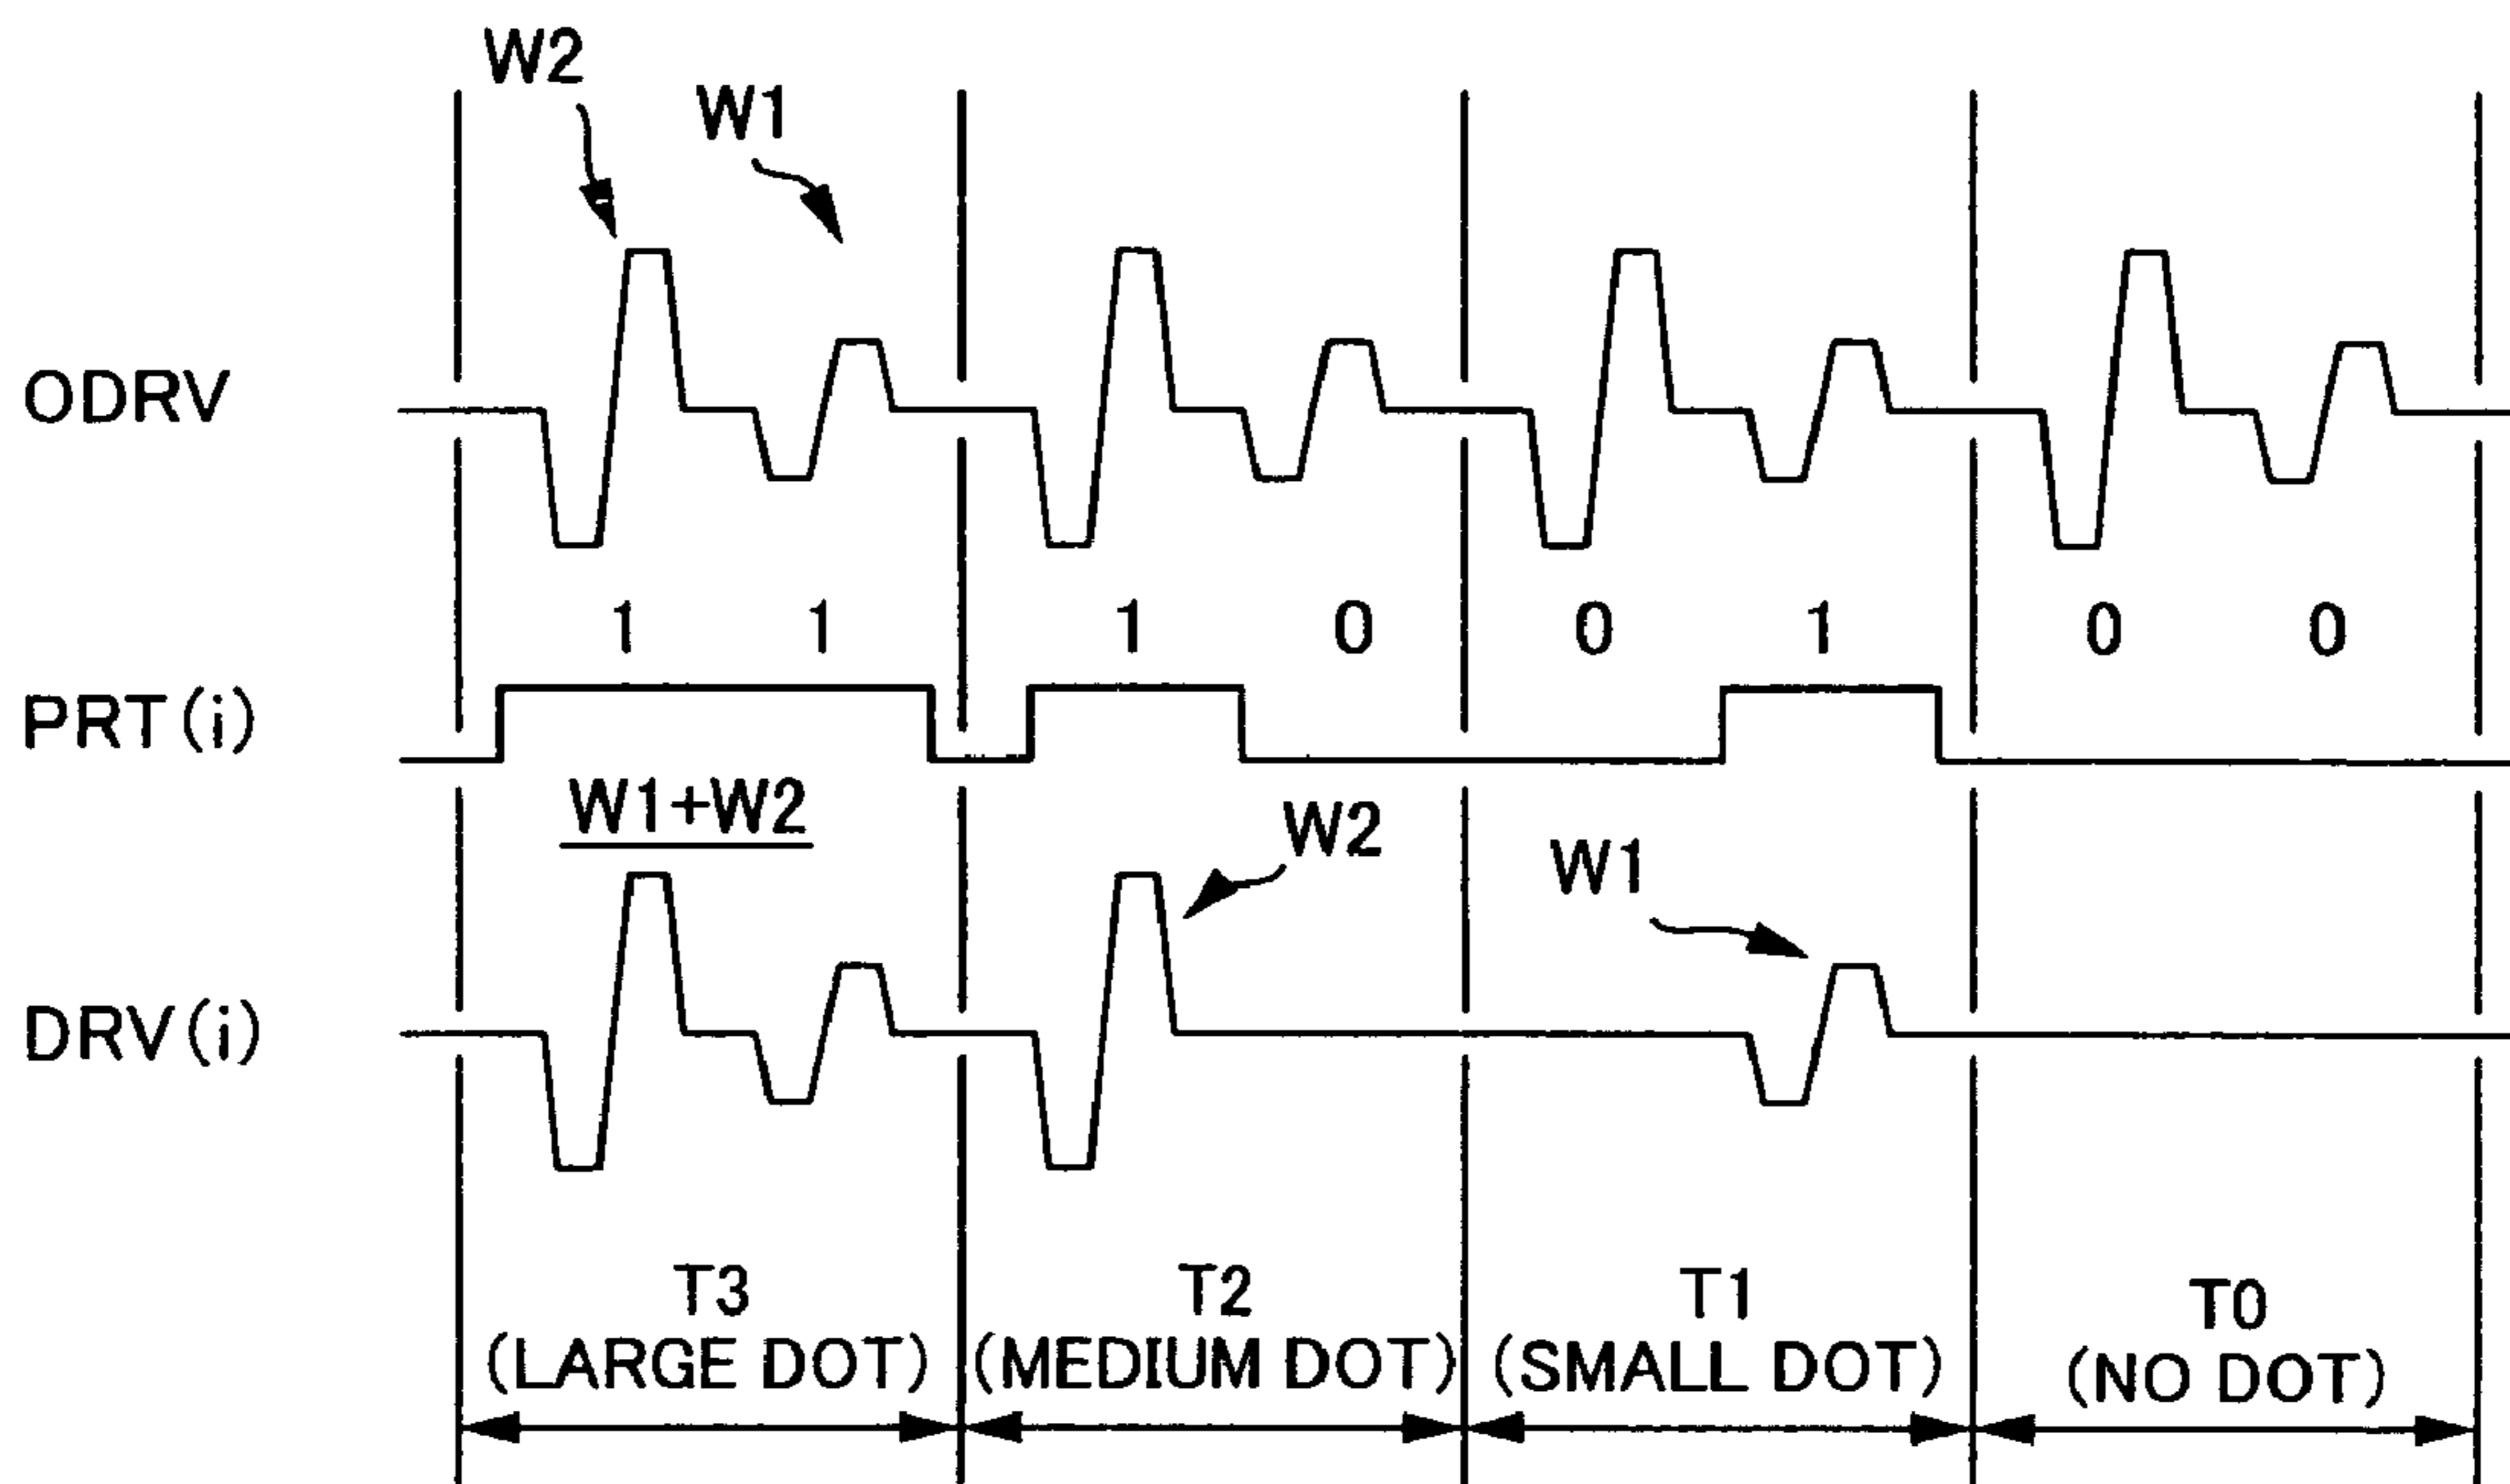 W2
W1
ODRV
1 1 1 0 0 1 0 0
PRT(i)
W1+W2
W2
W1
DRV(i)
T3 T2 T1 T0
(LARGE DOT) (MEDIUM DOT) (SMALL DOT) (NO DOT)